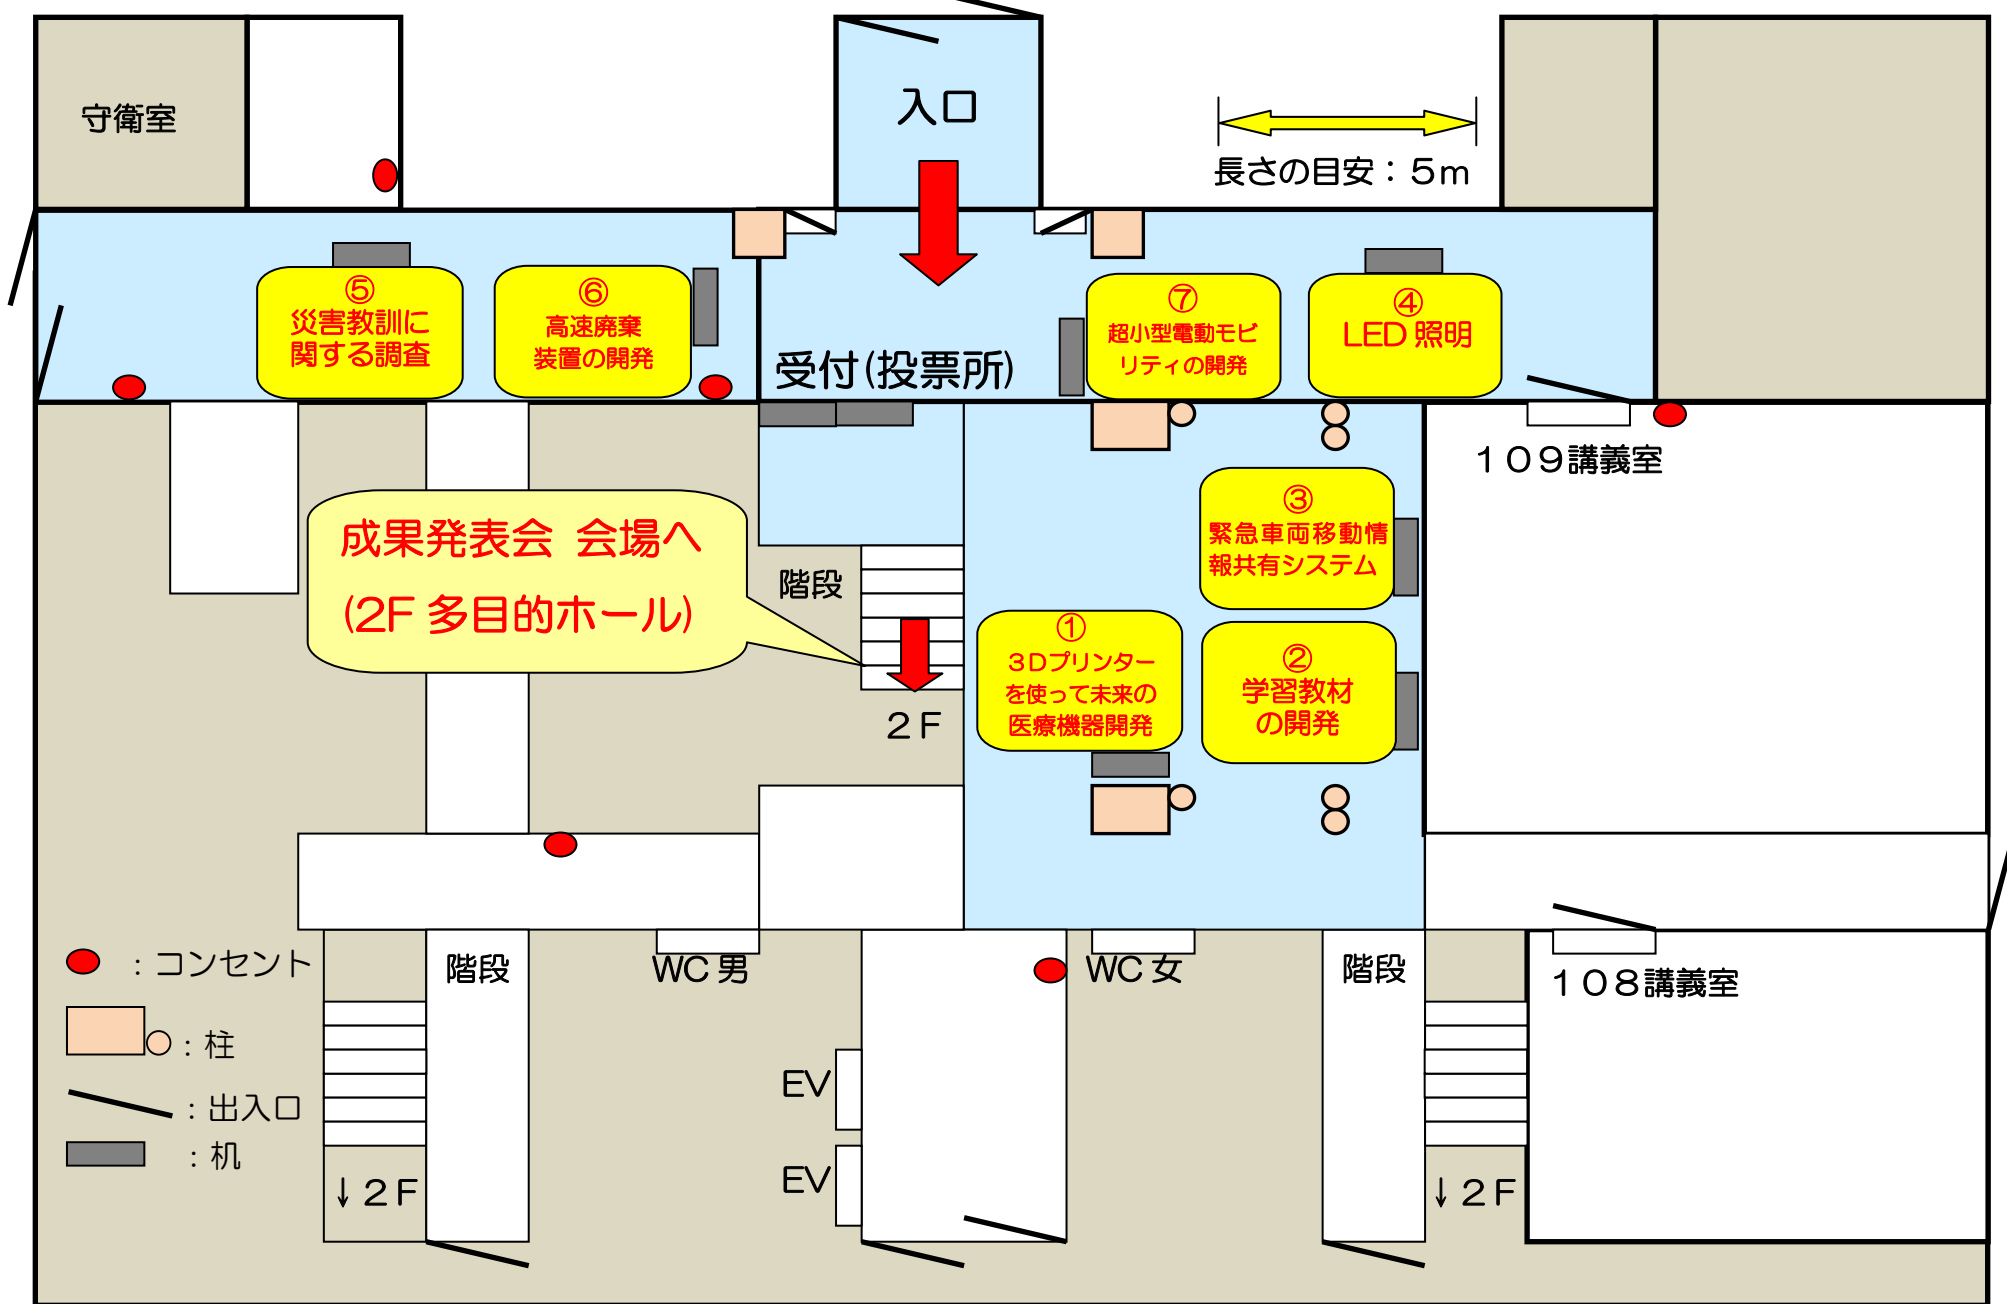 守衛室
入口
長さの目安：５ｍ
⑤
災害教訓に
関する調査
⑥
高速廃棄
装置の開発
受付(投票所)
⑦
超小型電動モビ
リティの開発
④
LED 照明
１０９講義室
成果発表会 会場へ
(2F 多目的ホール)
階段
２Ｆ
③
緊急車両移動情
報共有システム
①
３Ｄプリンター
を使って未来の
医療機器開発
②
学習教材
の開発
：コンセント
：柱
：出入口
：机
階段
WC 男
WC 女
階段
１０８講義室
EV
EV
↓２Ｆ
↓２Ｆ